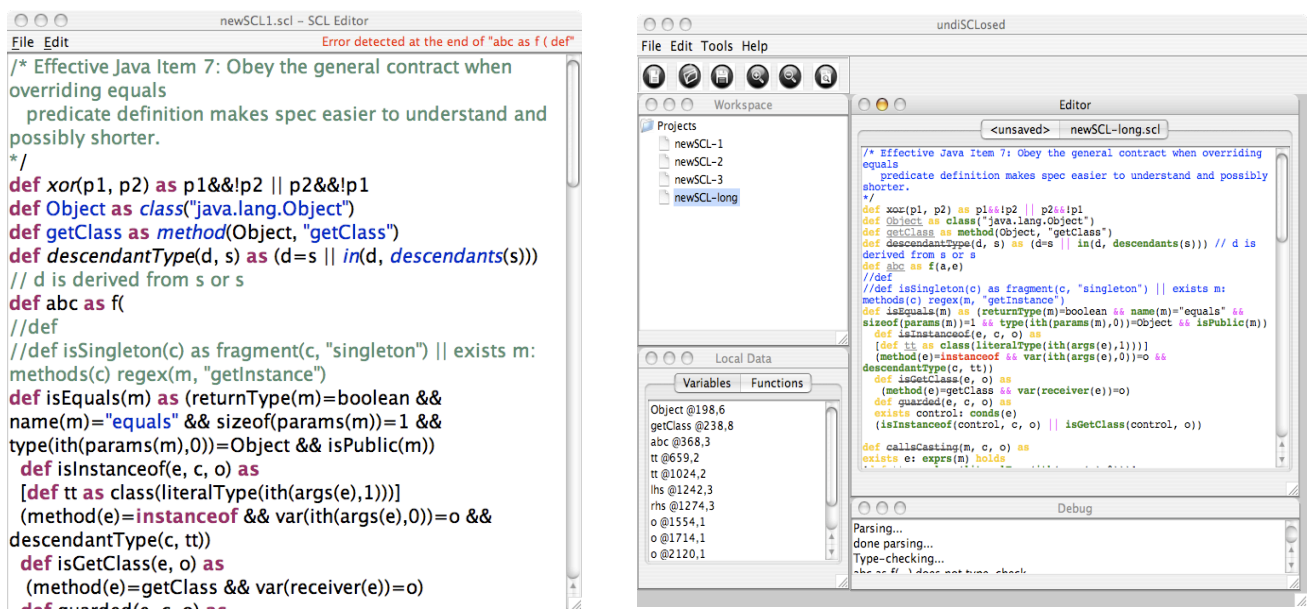 newSCL1.scl – SCL Editor
File Edit
Error detected at the end of "abc as f ( def"
/* Effective Java Item 7: Obey the general contract when
overriding equals
predicate definition makes spec easier to understand and
possibly shorter.
*/
def xor(p1, p2) as p1&&!p2 || p2&&!p1
def Object as class("java.lang.Object")
def getClass as method(Object, "getClass")
def descendantType(d, s) as (d=s || in(d, descendants(s)))
// d is derived from s or s
def abc as f(
//def
//def isSingleton(c) as fragment(c, "singleton") || exists m:
methods(c) regex(m, "getInstance")
def isEquals(m) as (returnType(m)=boolean &&
name(m)="equals" && sizeof(params(m))=1 &&
type(ith(params(m),0))=Object && isPublic(m))
def isInstanceof(e, c, o) as
[def tt as class(literalType(ith(args(e),1)))]
(method(e)=instanceof && var(ith(args(e),0))=o &&
descendantType(c, tt))
def isGetClass(e, o) as
(method(e)=getClass && var(receiver(e))=o)
def guarded(e, c, o) as
undiSCLosed
File Edit Tools Help
Workspace
Projects
newSCL-1
newSCL-2
newSCL-3
newSCL-long
Local Data
Variables Functions
Object @198,6
getClass @238,8
abc @368,3
tt @659,2
tt @1024,2
lhs @1242,3
rhs @1274,3
o @1554,1
o @1714,1
o @2120,1
Editor
<unsaved> newSCL-long.scl
/* Effective Java Item 7: Obey the general contract when overriding
equals
predicate definition makes spec easier to understand and possibly
shorter.
*/
def xor(p1, p2) as p1&&!p2 || p2&&!p1
def Object as class("java.lang.Object")
def getClass as method(Object, "getClass")
def descendantType(d, s) as (d=s || in(d, descendants(s))) // d is
derived from s or s
def abc as f(a,e)
//def
//def isSingleton(c) as fragment(c, "singleton") || exists m:
methods(c) regex(m, "getInstance")
def isEquals(m) as (returnType(m)=boolean && name(m)="equals" &&
sizeof(params(m))=1 && type(ith(params(m),0))=Object && isPublic(m))
def isInstanceof(e, c, o) as
[def tt as class(literalType(ith(args(e),1)))]
(method(e)=instanceof && var(ith(args(e),0))=o &&
descendantType(c, tt))
def isGetClass(e, o) as
(method(e)=getClass && var(receiver(e))=o)
def guarded(e, c, o) as
exists control: conds(e)
(isInstanceof(control, c, o) || isGetClass(control, o))
def callsCasting(m, c, o) as
exists e: exprs(m) holds
Debug
Parsing...
done parsing...
Type-checking...
abc as f(..) does not type-check